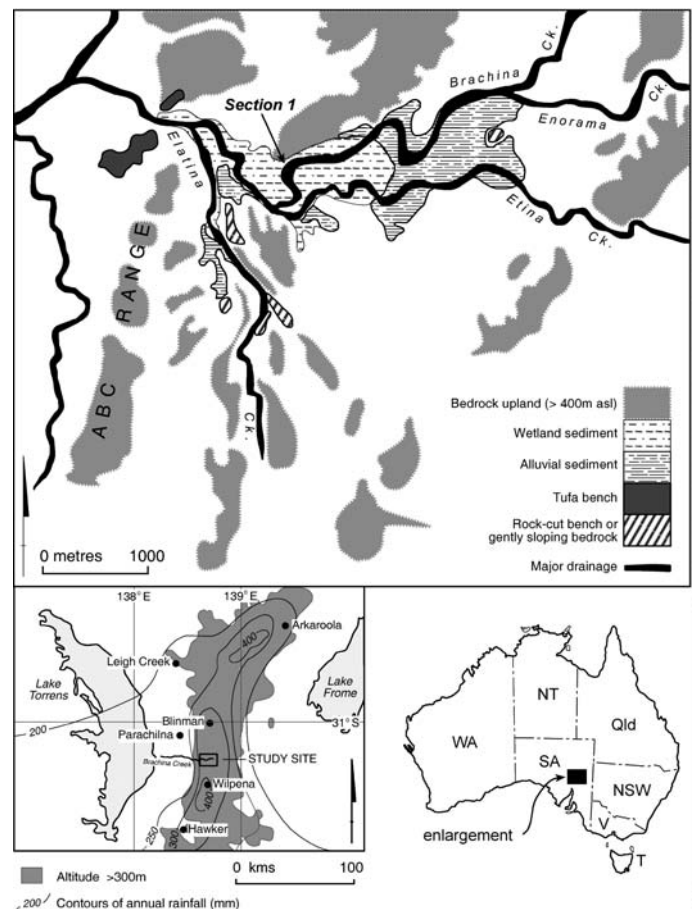 Brachina
Ck.
Section 1
Enorama
Ck.
Elatina
Etina
Ck.
ABC RANGE
Ck.
Bedrock upland (> 400m asl)
Wetland sediment
Alluvial sediment
Tufa bench
Rock-cut bench or
gently sloping bedrock
Major drainage
0 metres 1000
138° E
139° E
Arkaroola
400
Leigh Creek
Lake
Torrens
Lake
Frome
200
Blinman
31° S
Parachilna
Brachina Creek
STUDY SITE
Wilpena
400
250
300
Hawker
0 kms 100
Altitude >300m
200 Contours of annual rainfall (mm)
NT
WA
Qld
SA
NSW
V
enlargement
T